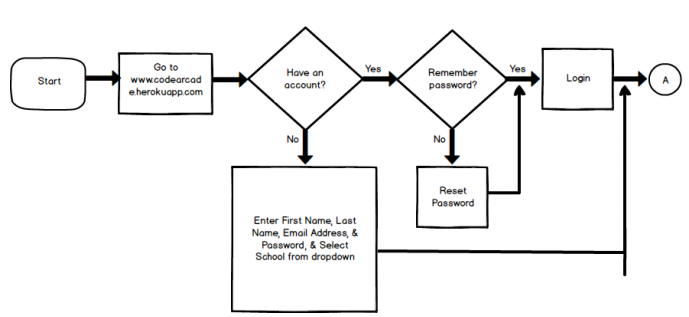 Start
Go to
www.codearcad
e.herokuapp.com
Have an
account?
Yes
Remember
password?
Yes
Login
A
No
No
Reset
Password
Enter First Name, Last
Name, Email Address, &
Password, & Select
School from dropdown